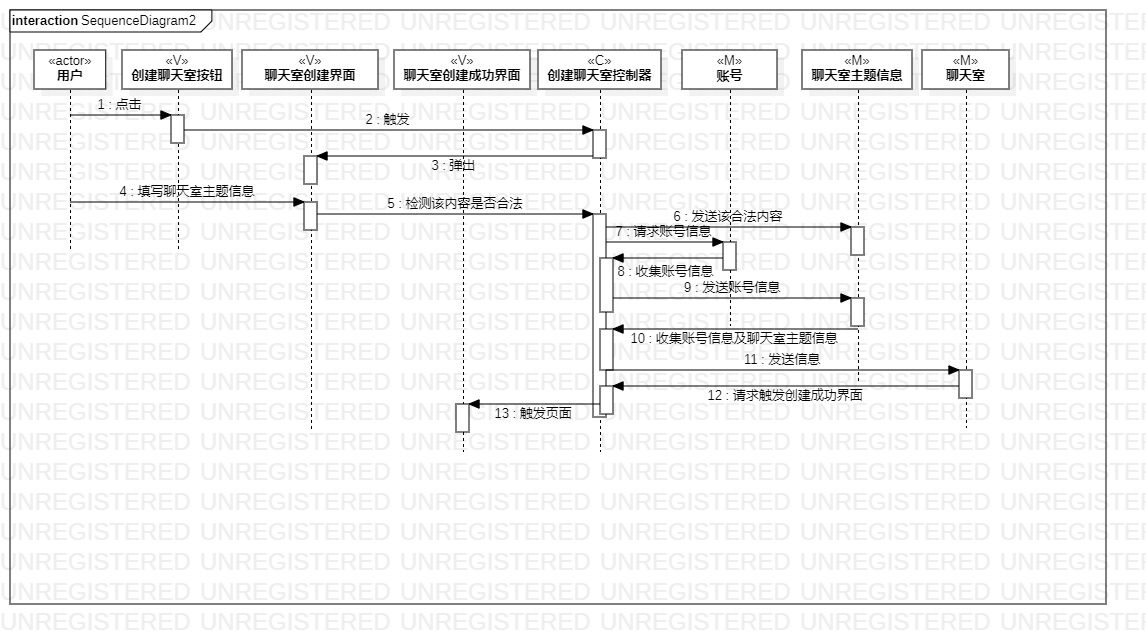 interaction SequenceDiagram2
«actor»
用户
«V»
创建聊天室按钮
«V»
聊天室创建界面
«V»
聊天室创建成功界面
«C»
创建聊天室控制器
«M»
账号
«M»
聊天室主题信息
«M»
聊天室
1 : 点击
2 : 触发
3 : 弹出
4 : 填写聊天室主题信息
5 : 检测该内容是否合法
6 : 发送该合法内容
7 : 请求账号信息
8 : 收集账号信息
9 : 发送账号信息
10 : 收集账号信息及聊天室主题信息
11 : 发送信息
12 : 请求触发创建成功界面
13 : 触发页面
UNREGISTERED